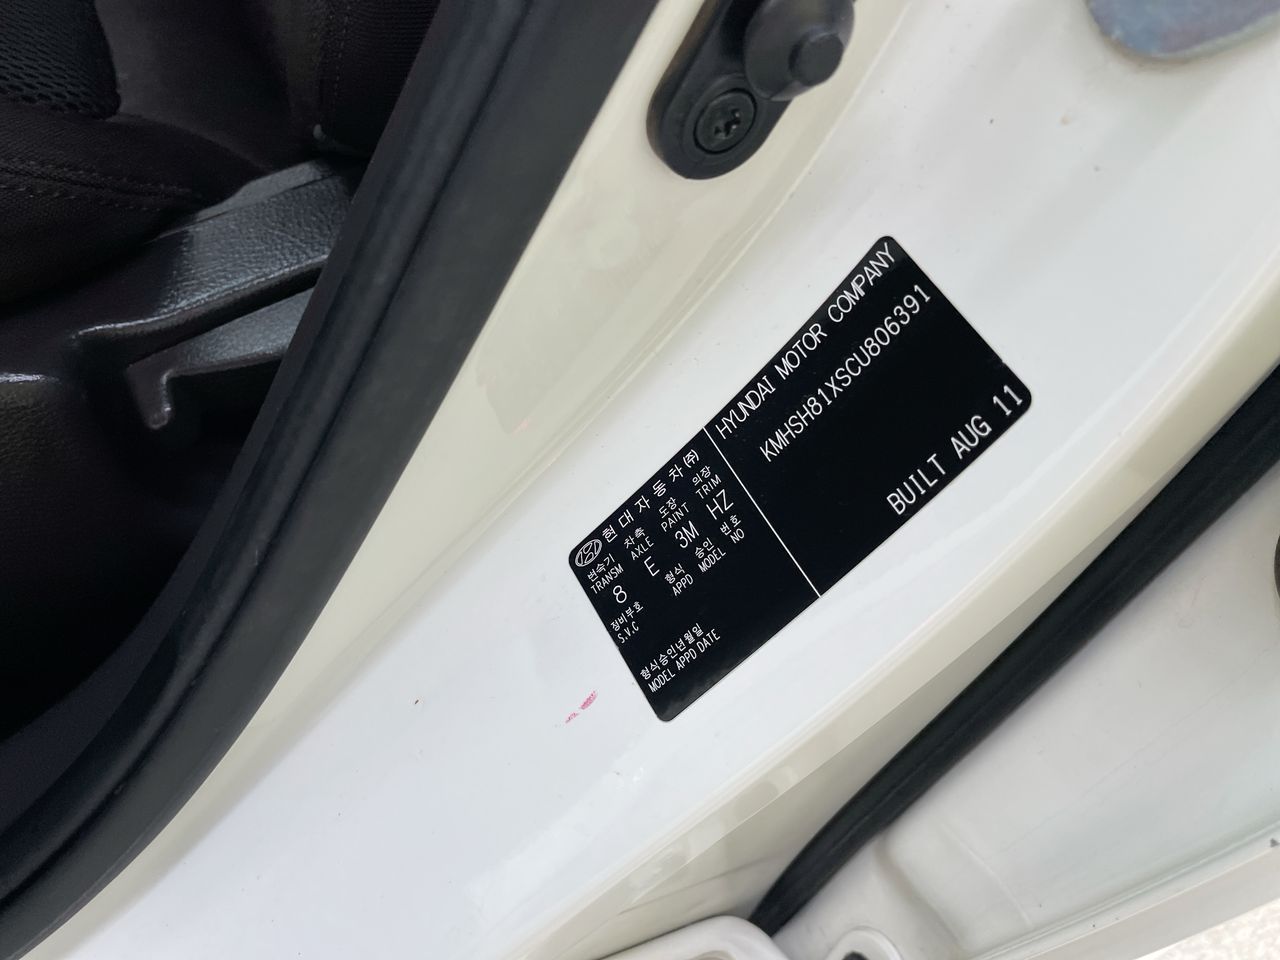 현대자동차(주)
변속기 차축 도장 의장
TRANSM AXLE PAINT TRIM
8 E 3M HZ
장비부호 형식 승인 번호
S.V.C APPD MODEL NO
형식승인년월일
MODEL APPD DATE
HYUNDAI MOTOR COMPANY
KMHSH81XSCU806391
BUILT AUG 11